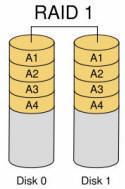 RAID 1
A1 A1
A2 A2
A3 A3
A4 A4
Disk 0 Disk 1